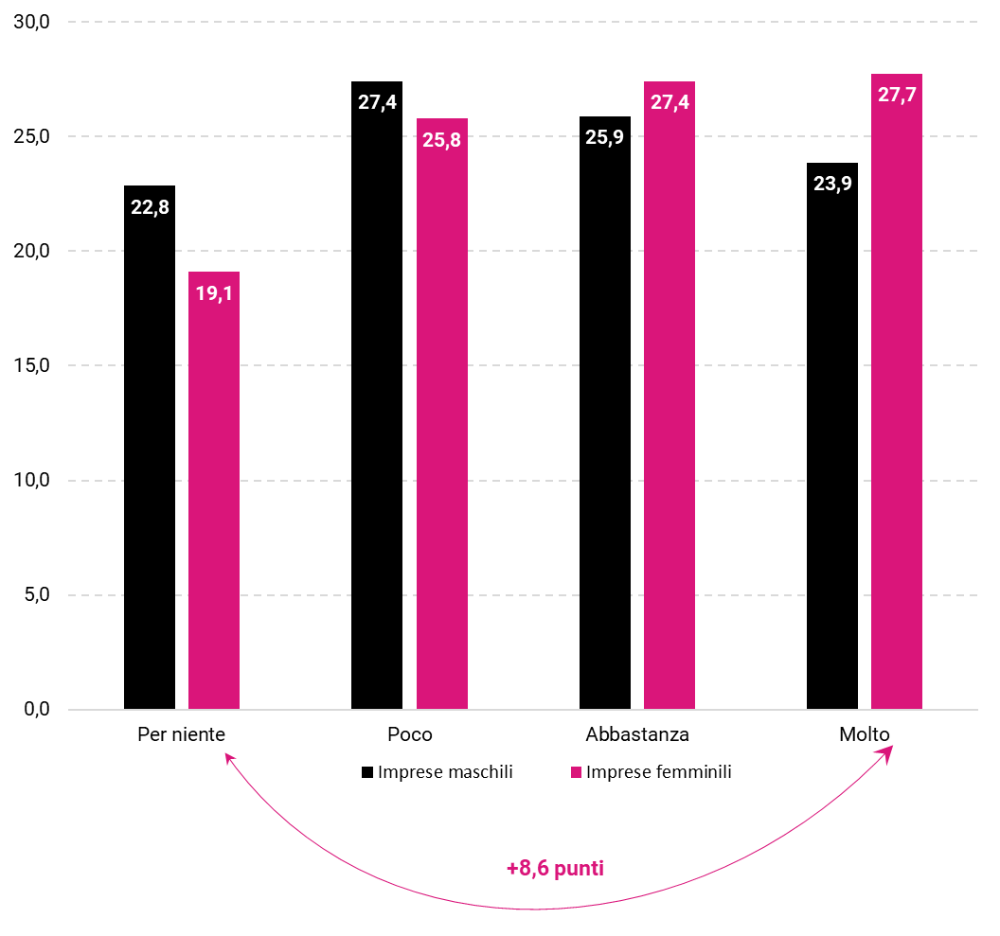 30,0
25,0
20,0
15,0
10,0
5,0
0,0
22,8
19,1
27,4
25,8
25,9
27,4
23,9
27,7
Per niente
Poco
Abbastanza
Molto
Imprese maschili
Imprese femminili
+8,6 punti